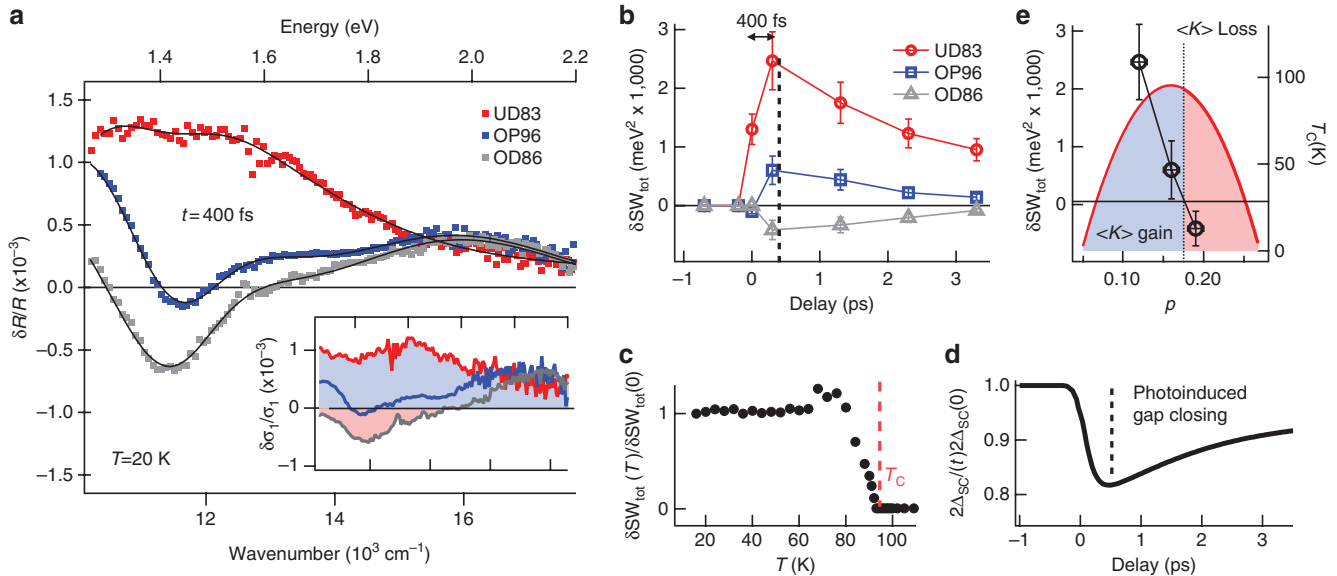 a
Energy (eV)
1.4 1.6 1.8 2.0 2.2
1.5
1.0
0.5
0.0
−0.5
−1.0
−1.5
δR/R (x10⁻³)
UD83
OP96
OD86
t = 400 fs
T=20 K
12 14 16
Wavenumber (10³ cm⁻¹)
δσ₁/σ₁ (x10⁻³)
1
0
−1
b
400 fs
δSW_tot (meV² x 1,000)
3
2
1
0
−1
UD83
OP96
OD86
−1 0 1 2 3
Delay (ps)
e
<K> Loss
δSW_tot (meV² x 1,000)
3
2
1
0
100
50
0
T_C(K)
<K> gain
0.10 0.20
p
c
δSW_tot (T)/δSW_tot(0)
1
0
T_C
20 40 60 80 100
T (K)
d
2Δ_SC/(t)2Δ_SC(0)
1.0
0.9
0.8
Photoinduced
gap closing
−1 0 1 2 3
Delay (ps)